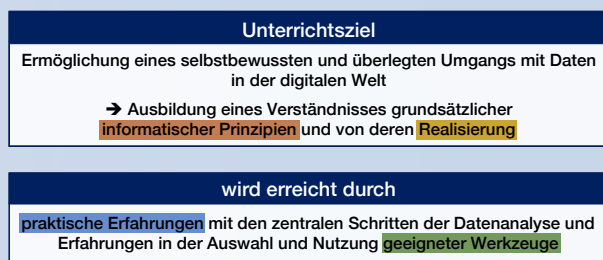 Unterrichtsziel
Ermöglichung eines selbstbewussten und überlegten Umgangs mit Daten
in der digitalen Welt
➔ Ausbildung eines Verständnisses grundsätzlicher
informatischer Prinzipien und von deren Realisierung
wird erreicht durch
praktische Erfahrungen mit den zentralen Schritten der Datenanalyse und
Erfahrungen in der Auswahl und Nutzung geeigneter Werkzeuge